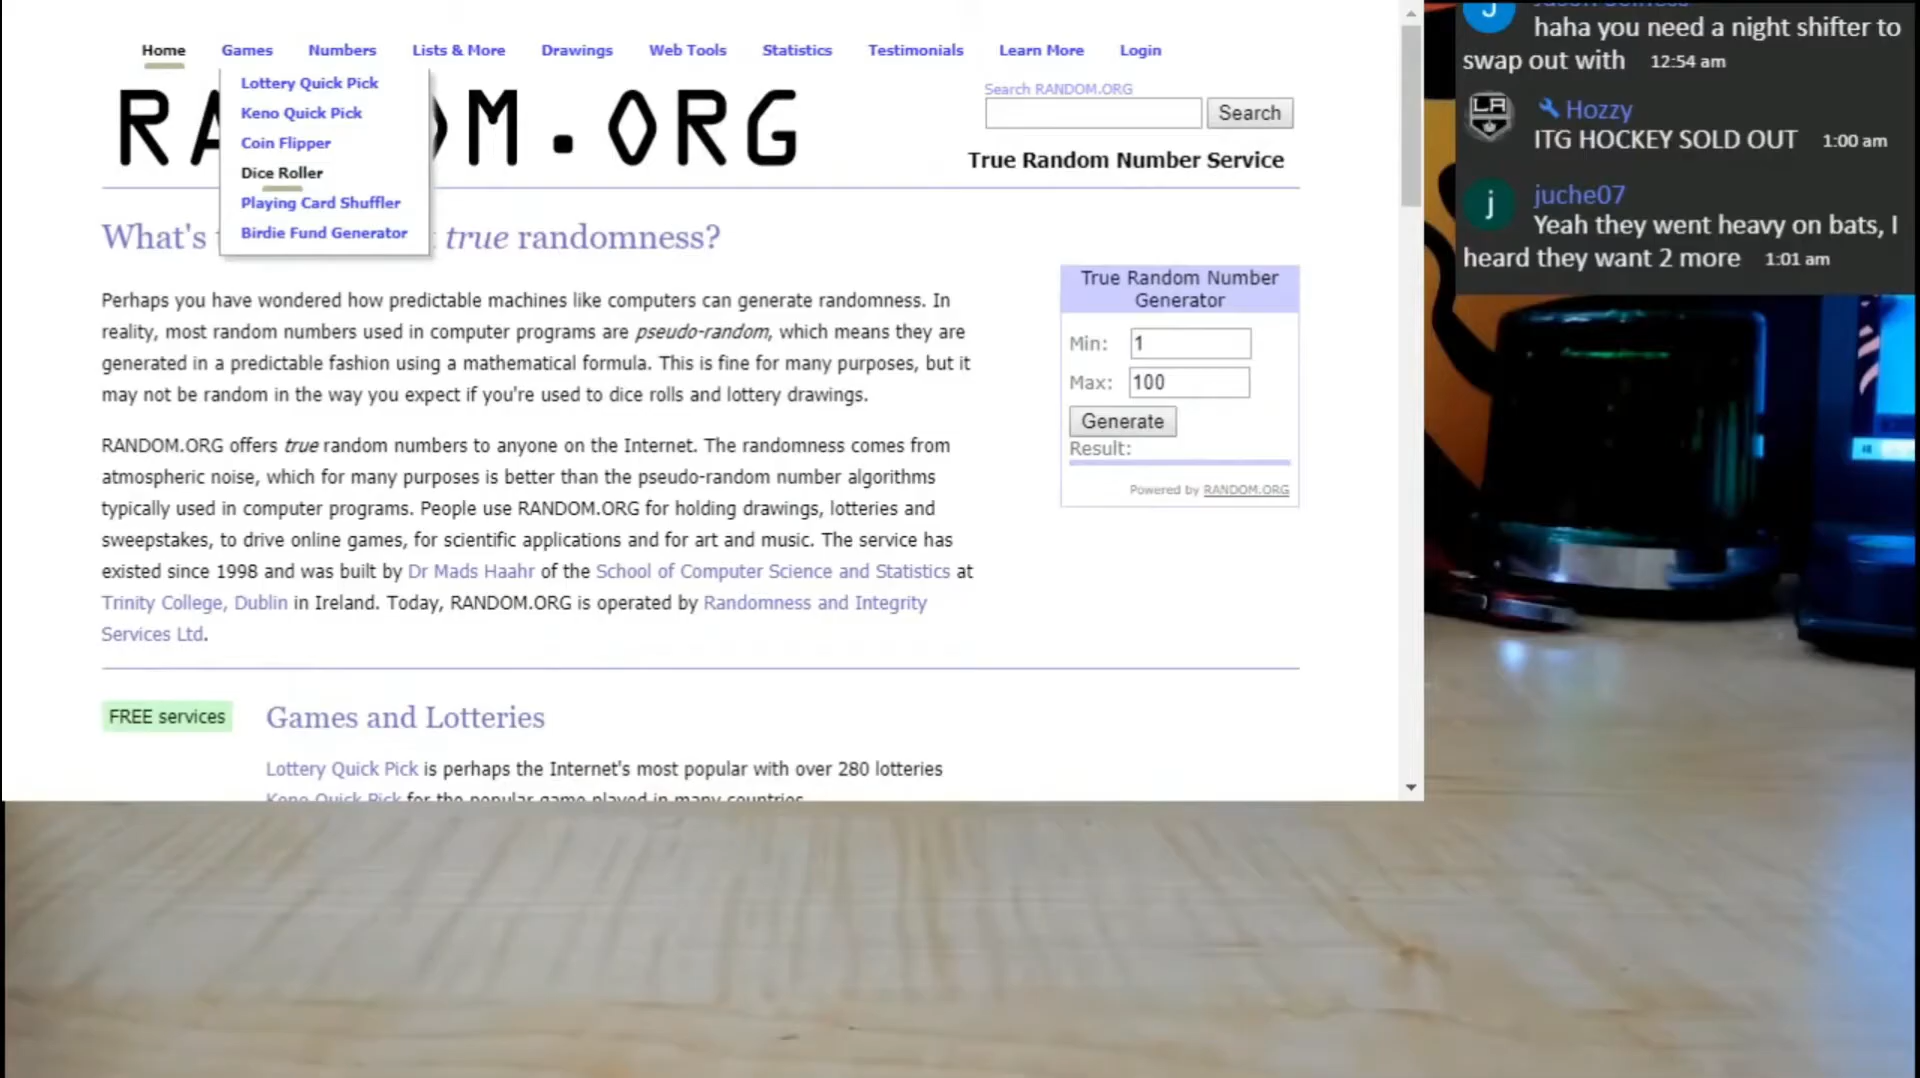 Home Games Numbers Lists & More Drawings Web Tools Statistics Testimonials Learn More Login
Lottery Quick Pick
Keno Quick Pick
Coin Flipper
Dice Roller
Playing Card Shuffler
Birdie Fund Generator
M.ORG
Search RANDOM.ORG
Search
True Random Number Service
What's true randomness?
Perhaps you have wondered how predictable machines like computers can generate randomness. In
reality, most random numbers used in computer programs are pseudo-random, which means they are
generated in a predictable fashion using a mathematical formula. This is fine for many purposes, but it
may not be random in the way you expect if you're used to dice rolls and lottery drawings.
RANDOM.ORG offers true random numbers to anyone on the Internet. The randomness comes from
atmospheric noise, which for many purposes is better than the pseudo-random number algorithms
typically used in computer programs. People use RANDOM.ORG for holding drawings, lotteries and
sweepstakes, to drive online games, for scientific applications and for art and music. The service has
existed since 1998 and was built by Dr Mads Haahr of the School of Computer Science and Statistics at
Trinity College, Dublin in Ireland. Today, RANDOM.ORG is operated by Randomness and Integrity
Services Ltd.
True Random Number
Generator
Min: 1
Max: 100
Generate
Result:
Powered by RANDOM.ORG
FREE services
Games and Lotteries
Lottery Quick Pick is perhaps the Internet's most popular with over 280 lotteries
Keno Quick Pick for the popular game played in many countries
J
haha you need a night shifter to
swap out with 12:54 am
LA
Hozzy
ITG HOCKEY SOLD OUT 1:00 am
j
juche07
Yeah they went heavy on bats, I
heard they want 2 more 1:01 am